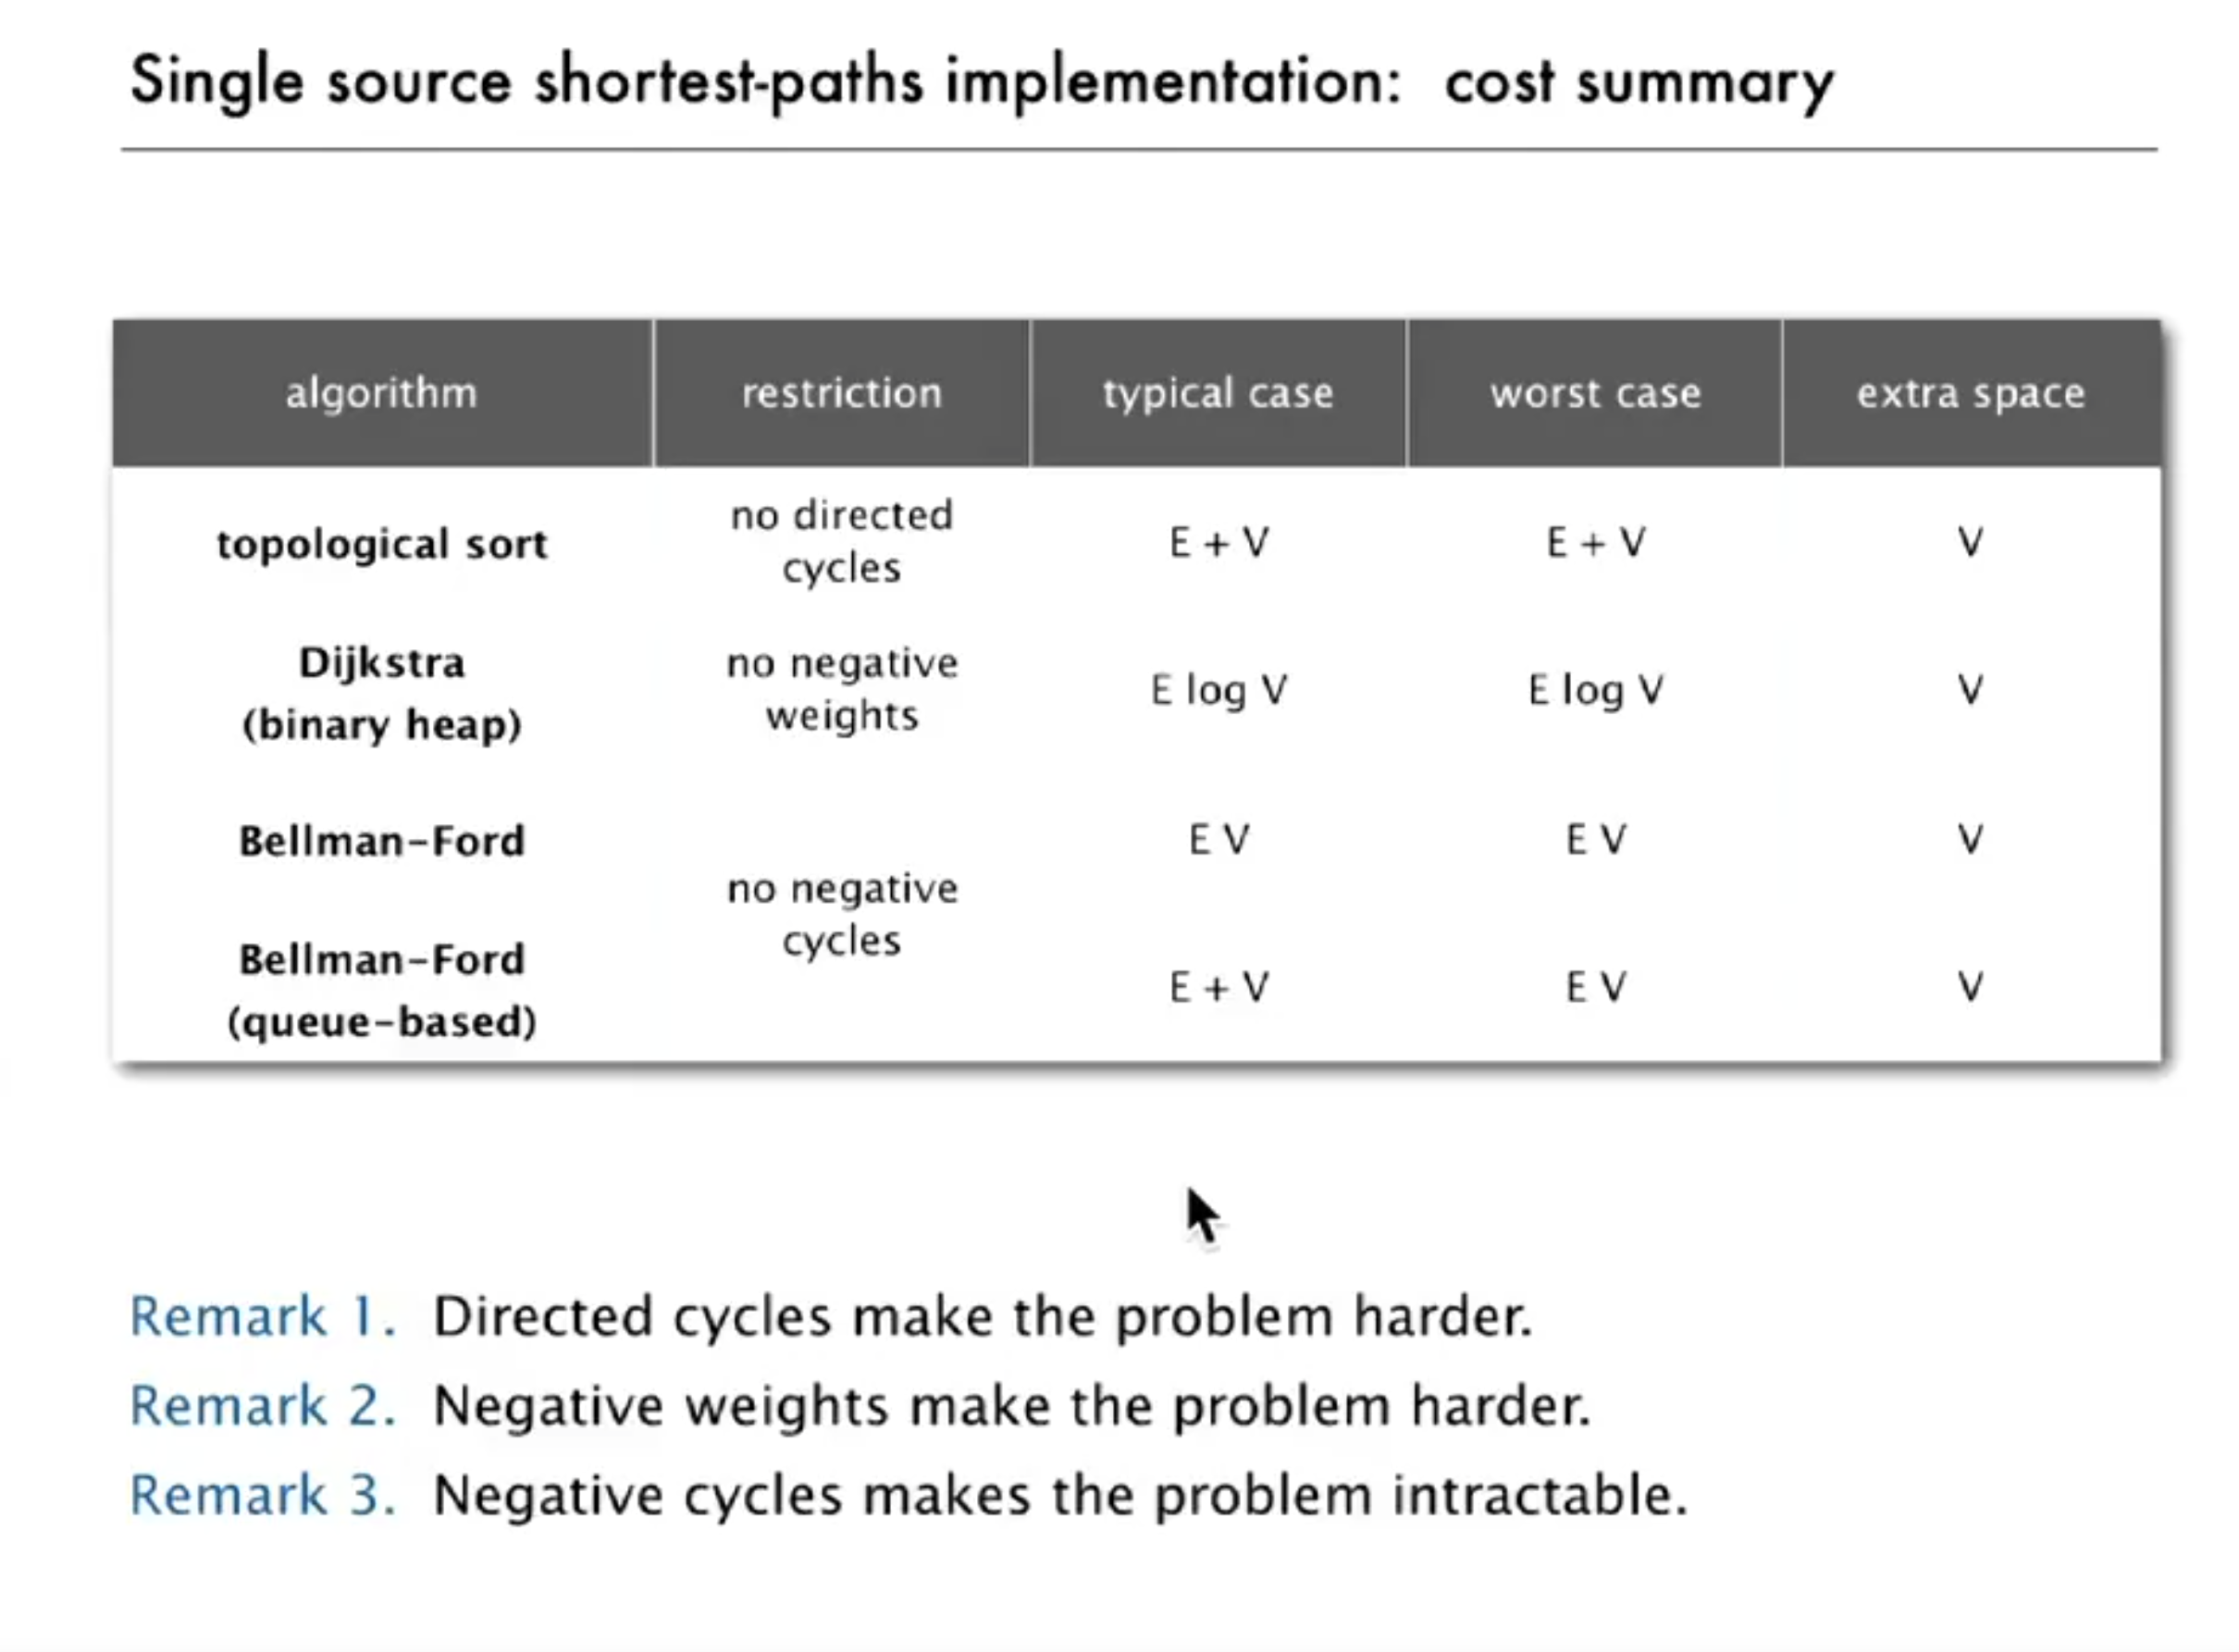 Single source shortest-paths implementation: cost summary
algorithm restriction typical case worst case extra space
topological sort no directed cycles E + V E + V V
Dijkstra (binary heap) no negative weights E log V E log V V
Bellman-Ford no negative cycles E V E V V
Bellman-Ford (queue-based) E + V E V V
Remark 1. Directed cycles make the problem harder.
Remark 2. Negative weights make the problem harder.
Remark 3. Negative cycles makes the problem intractable.